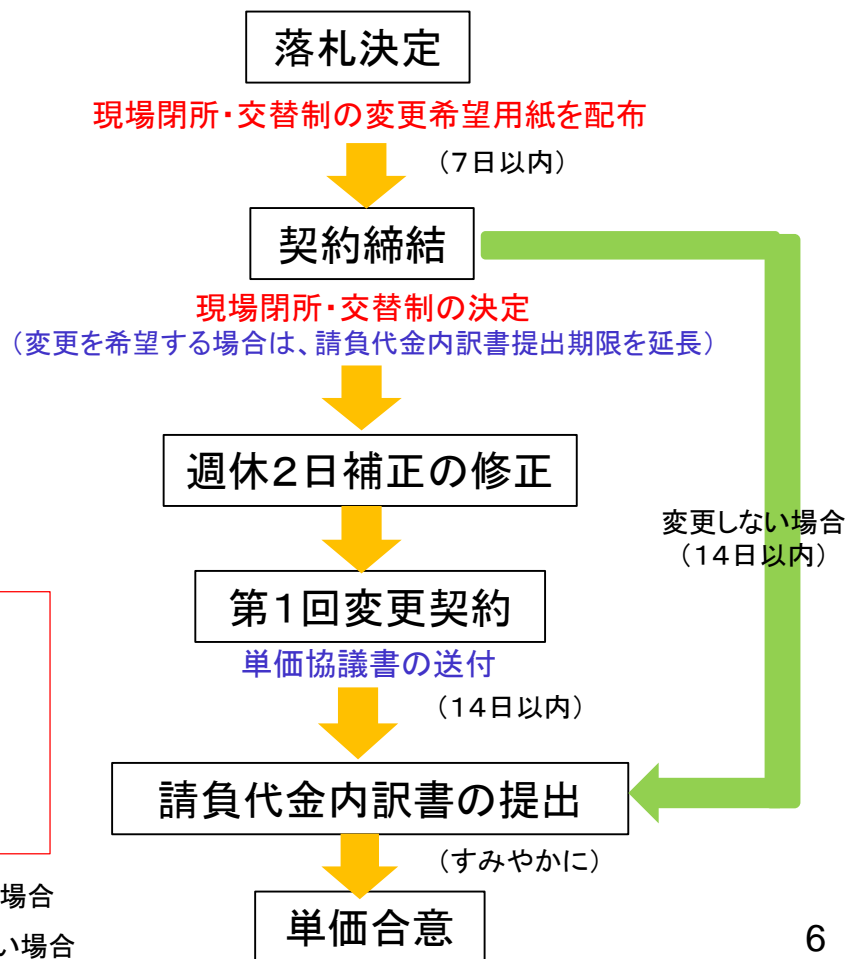 落札決定
現場閉所・交替制の変更希望用紙を配布
（７日以内）
契約締結
現場閉所・交替制の決定
（変更を希望する場合は、請負代金内訳書提出期限を延長）
週休２日補正の修正
変更しない場合
（１４日以内）
第１回変更契約
単価協議書の送付
（１４日以内）
請負代金内訳書の提出
（すみやかに）
場合
単価合意
い場合
6